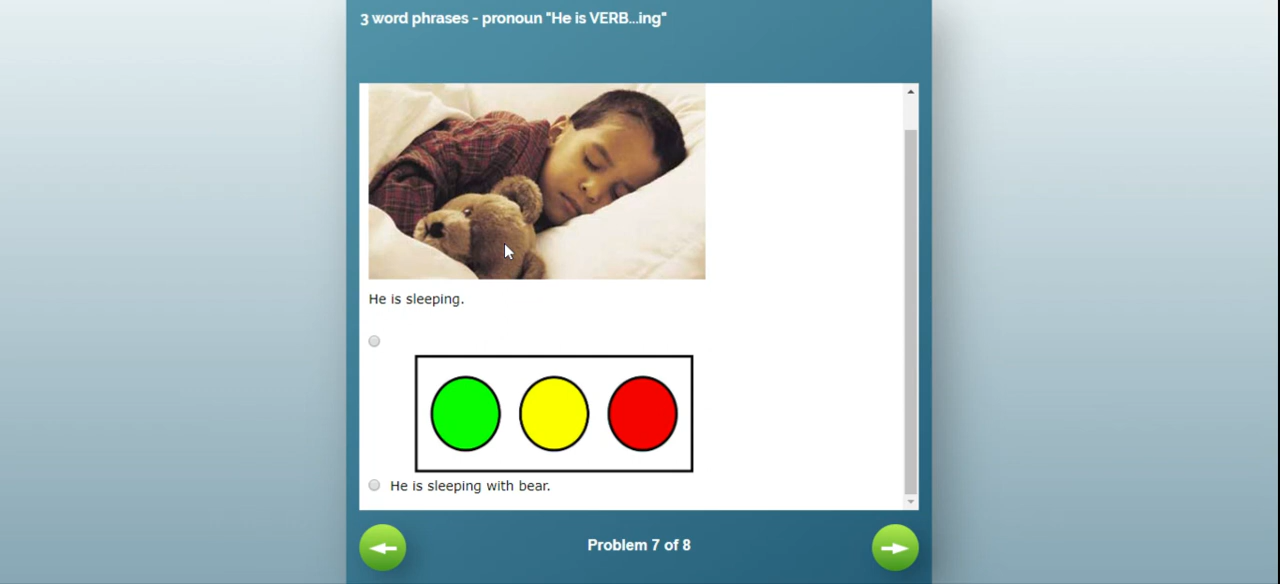 3 word phrases - pronoun "He is VERB...ing"
He is sleeping.
He is sleeping with bear.
Problem 7 of 8